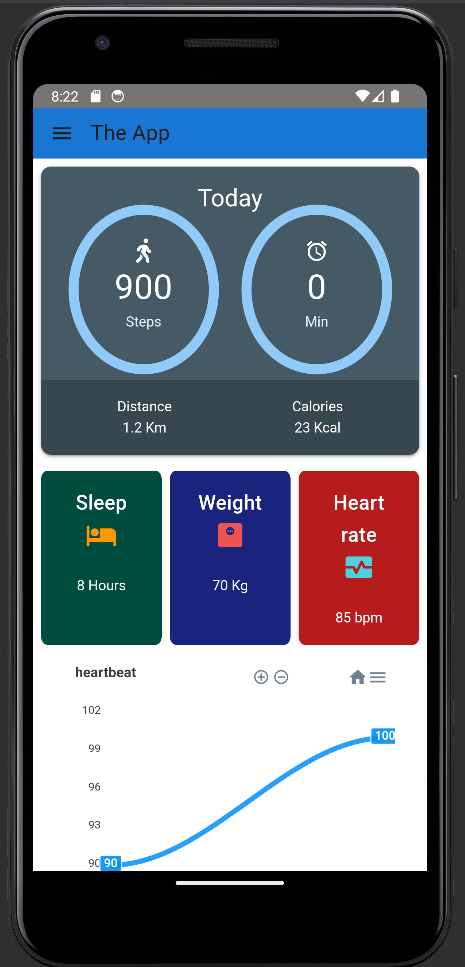 8:22
The App
Today
900
0
Steps
Min
Distance
Calories
1.2 Km
23 Kcal
Sleep
Weight
Heart
rate
8 Hours
70 Kg
85 bpm
heartbeat
102
100
99
96
93
90
90